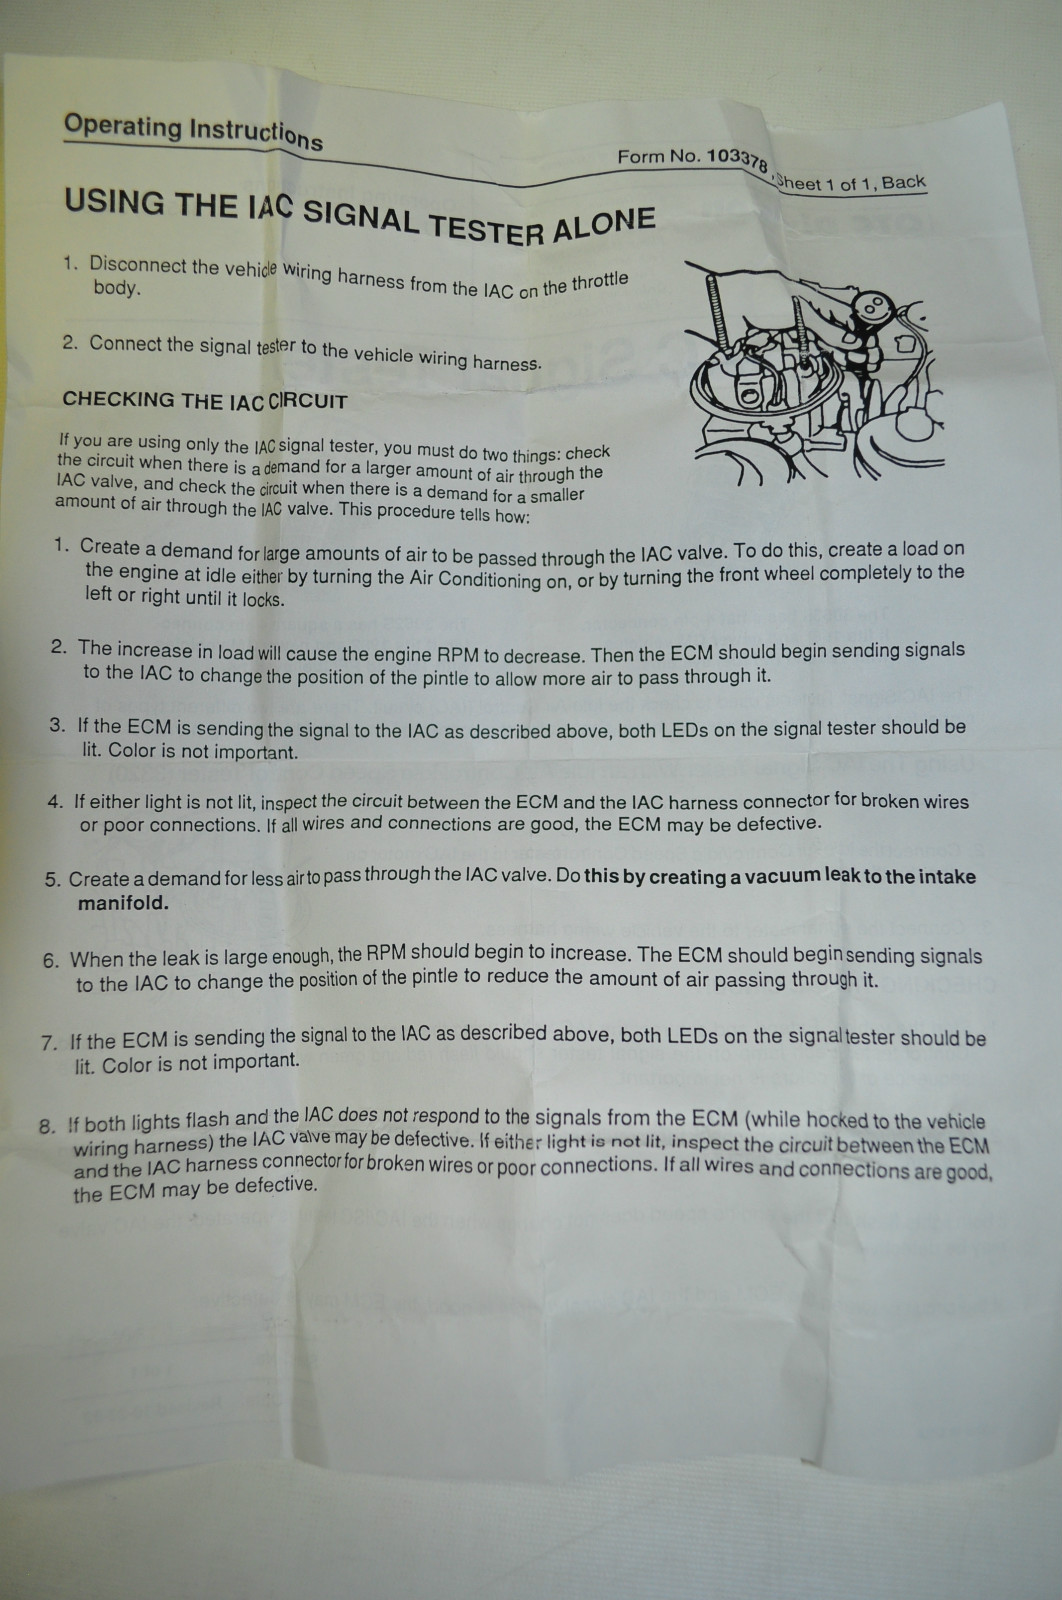 Operating Instructions
Form No. 103378, Sheet 1 of 1, Back
USING THE IAC SIGNAL TESTER ALONE
1. Disconnect the vehicle wiring harness from the IAC on the throttle
body.
2. Connect the signal tester to the vehicle wiring harness.
CHECKING THE IAC CIRCUIT
If you are using only the IAC signal tester, you must do two things: check
the circuit when there is a demand for a larger amount of air through the
IAC valve, and check the circuit when there is a demand for a smaller
amount of air through the IAC valve. This procedure tells how:
1. Create a demand for large amounts of air to be passed through the IAC valve. To do this, create a load on
the engine at idle either by turning the Air Conditioning on, or by turning the front wheel completely to the
left or right until it locks.
2. The increase in load will cause the engine RPM to decrease. Then the ECM should begin sending signals
to the IAC to change the position of the pintle to allow more air to pass through it.
3. If the ECM is sending the signal to the IAC as described above, both LEDs on the signal tester should be
lit. Color is not important.
4. If either light is not lit, inspect the circuit between the ECM and the IAC harness connector for broken wires
or poor connections. If all wires and connections are good, the ECM may be defective.
5. Create a demand for less air to pass through the IAC valve. Do this by creating a vacuum leak to the intake
manifold.
6. When the leak is large enough, the RPM should begin to increase. The ECM should begin sending signals
to the IAC to change the position of the pintle to reduce the amount of air passing through it.
7. If the ECM is sending the signal to the IAC as described above, both LEDs on the signal tester should be
lit. Color is not important.
8. If both lights flash and the IAC does not respond to the signals from the ECM (while hocked to the vehicle
wiring harness) the IAC valve may be defective. If either light is not lit, inspect the circuit between the ECM
and the IAC harness connector for broken wires or poor connections. If all wires and connections are good,
the ECM may be defective.